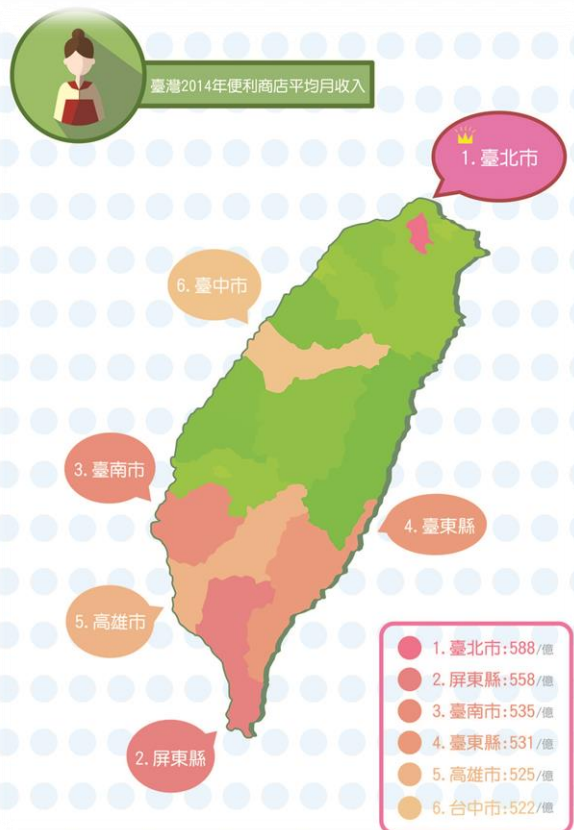 臺灣2014年便利商店平均月收入
1.臺北市
6.臺中市
3.臺南市
4.臺東縣
5.高雄市
2.屏東縣
1.臺北市:588/億
2.屏東縣:558/億
3.臺南市:535/億
4.臺東縣:531/億
5.高雄市:525/億
6.台中市:522/億